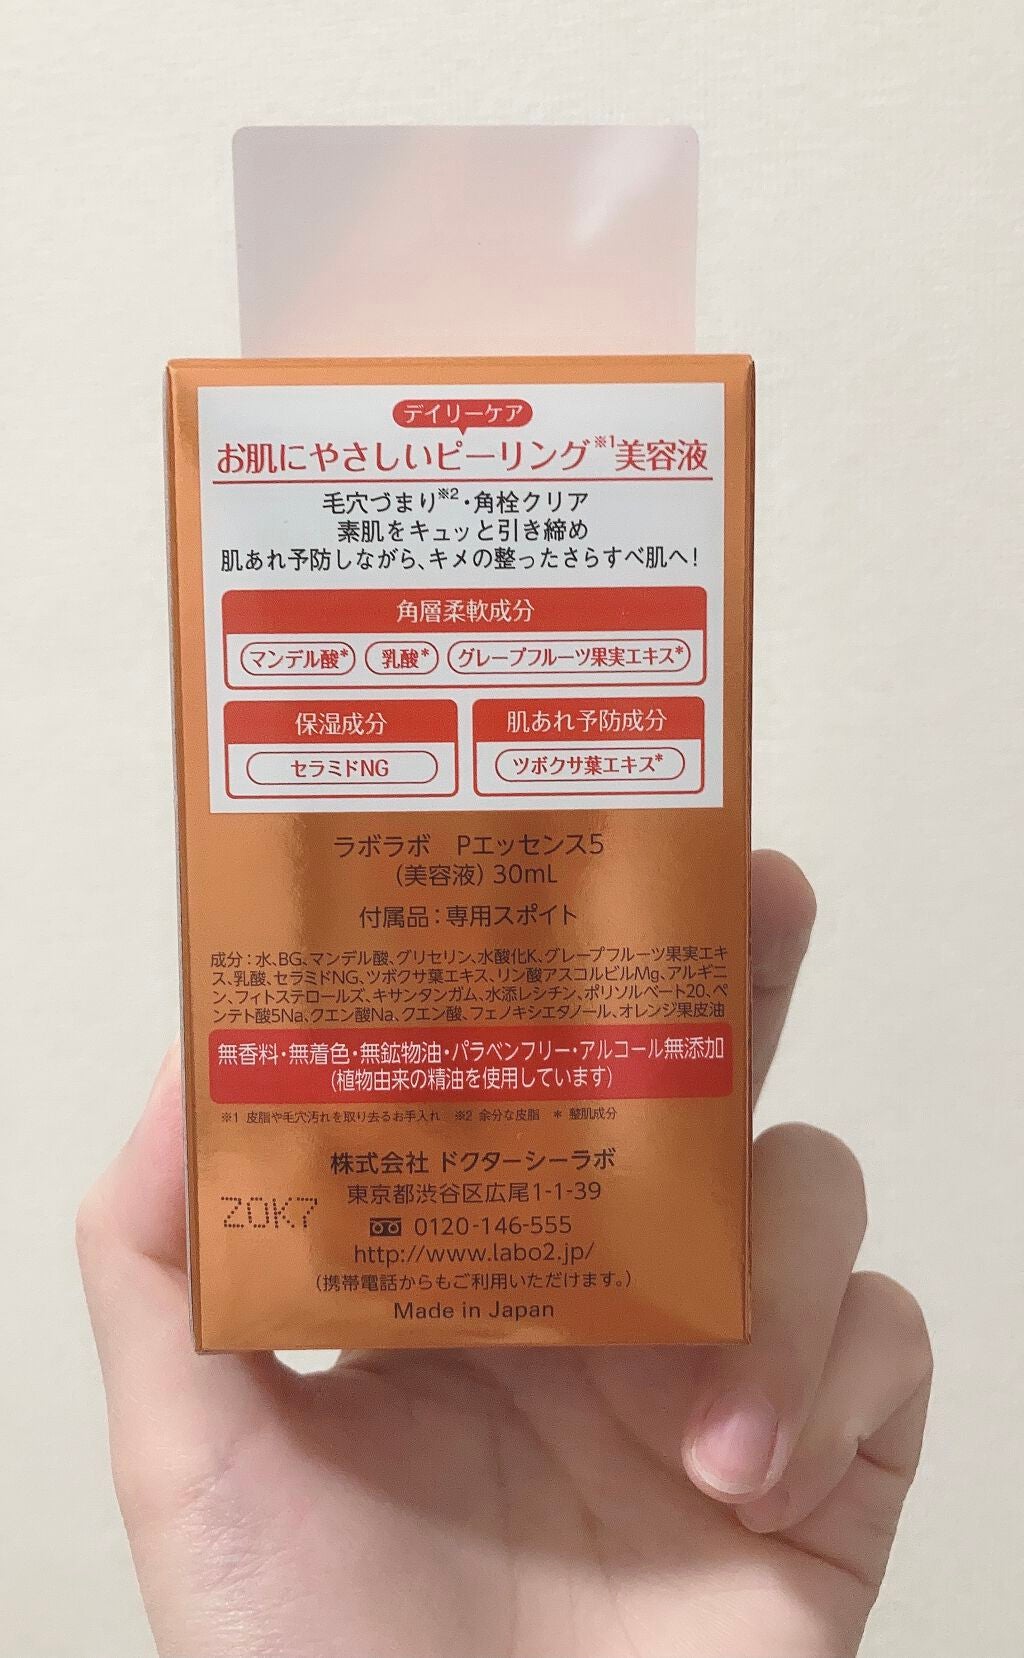 デイリーケア
お肌にやさしいピーリング※1美容液
毛穴づまり※2・角栓クリア
素肌をキュッと引き締め
肌あれ予防しながら、キメの整ったさらすべ肌へ!
角層柔軟成分
マンデル酸* 乳酸* グレープフルーツ果実エキス*
保湿成分 肌あれ予防成分
セラミドNG ツボクサ葉エキス*
ラボラボ Pエッセンス5
(美容液) 30mL
付属品:専用スポイト
成分:水、BG、マンデル酸、グリセリン、水酸化K、グレープフルーツ果実エキ
ス、乳酸、セラミドNG、ツボクサ葉エキス、リン酸アスコルビルMg、アルギニ
ン、フィトステロールズ、キサンタンガム、水添レシチン、ポリソルベート20、ペ
ンテト酸5Na、クエン酸Na、クエン酸、フェノキシエタノール、オレンジ果皮油
無香料・無着色・無鉱物油・パラベンフリー・アルコール無添加
(植物由来の精油を使用しています)
※1 皮脂や毛穴汚れを取り去るお手入れ ※2 余分な皮脂 * 整肌成分
株式会社 ドクターシーラボ
東京都渋谷区広尾1-1-39
ZOK7
0120-146-555
http://www.labo2.jp/
(携帯電話からもご利用いただけます。)
Made in Japan